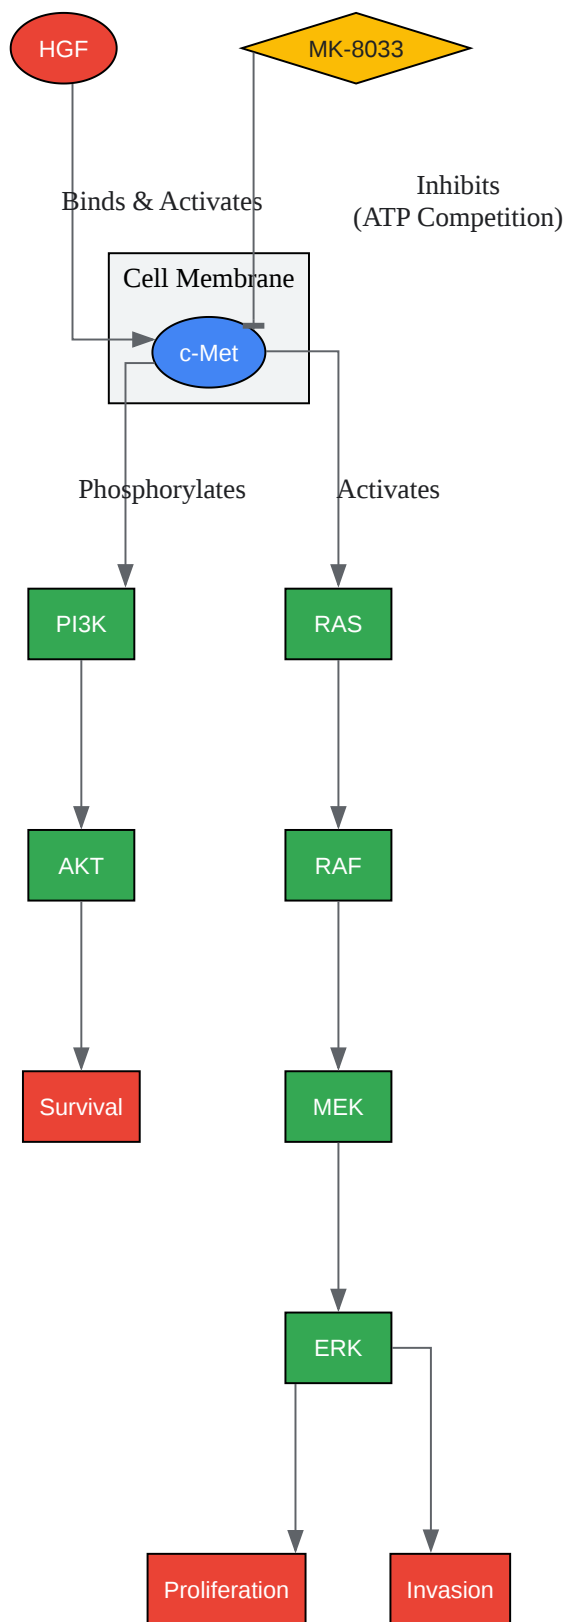 HGF
MK-8033
Binds & Activates
Inhibits
(ATP Competition)
Cell Membrane
c-Met
Phosphorylates
Activates
PI3K
RAS
AKT
RAF
Survival
MEK
ERK
Proliferation
Invasion